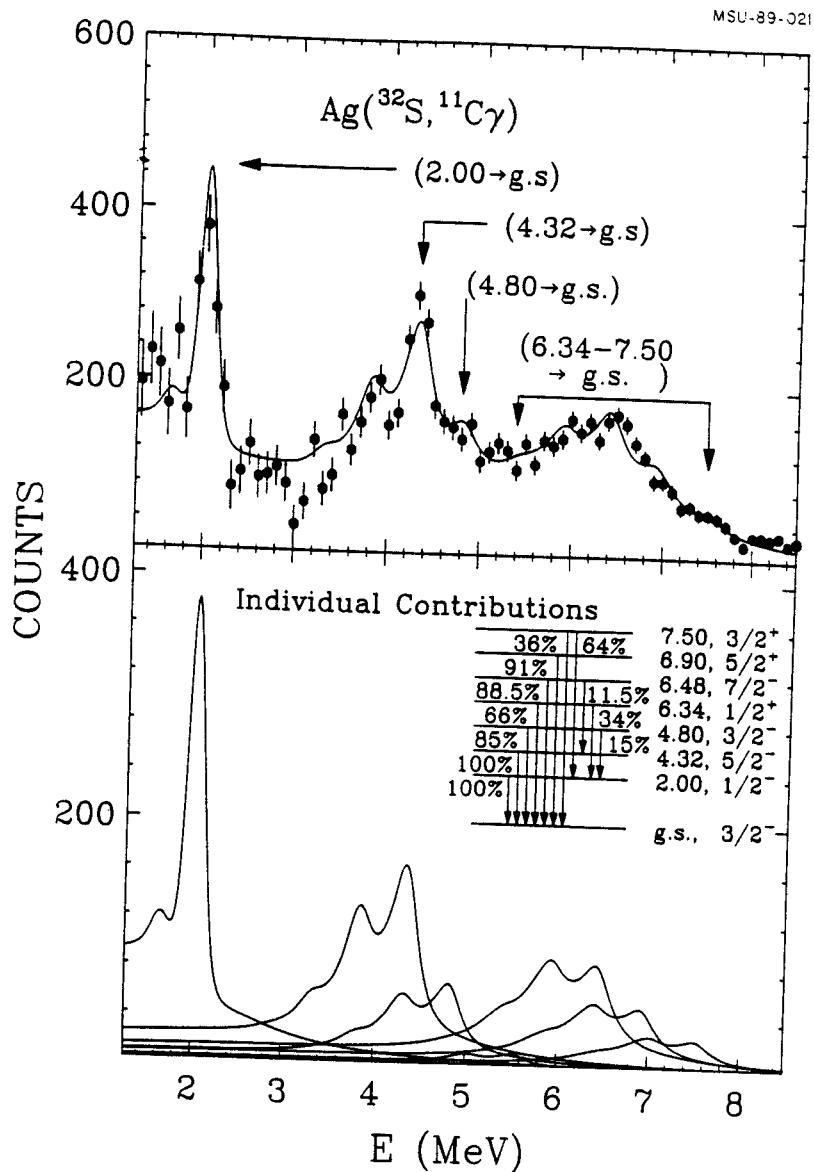 MSU-89-021
600
Ag(³²S, ¹¹Cγ)
(2.00→g.s)
400
(4.32→g.s)
(4.80→g.s.)
(6.34−7.50
→ g.s. )
200
COUNTS
400
Individual Contributions
36% 64% 7.50, 3/2⁺
91% 6.90, 5/2⁺
88.5% 11.5% 6.48, 7/2⁻
66% 34% 6.34, 1/2⁺
85% 15% 4.80, 3/2⁻
100% 4.32, 5/2⁻
100% 2.00, 1/2⁻
g.s., 3/2⁻
200
2 3 4 5 6 7 8
E (MeV)